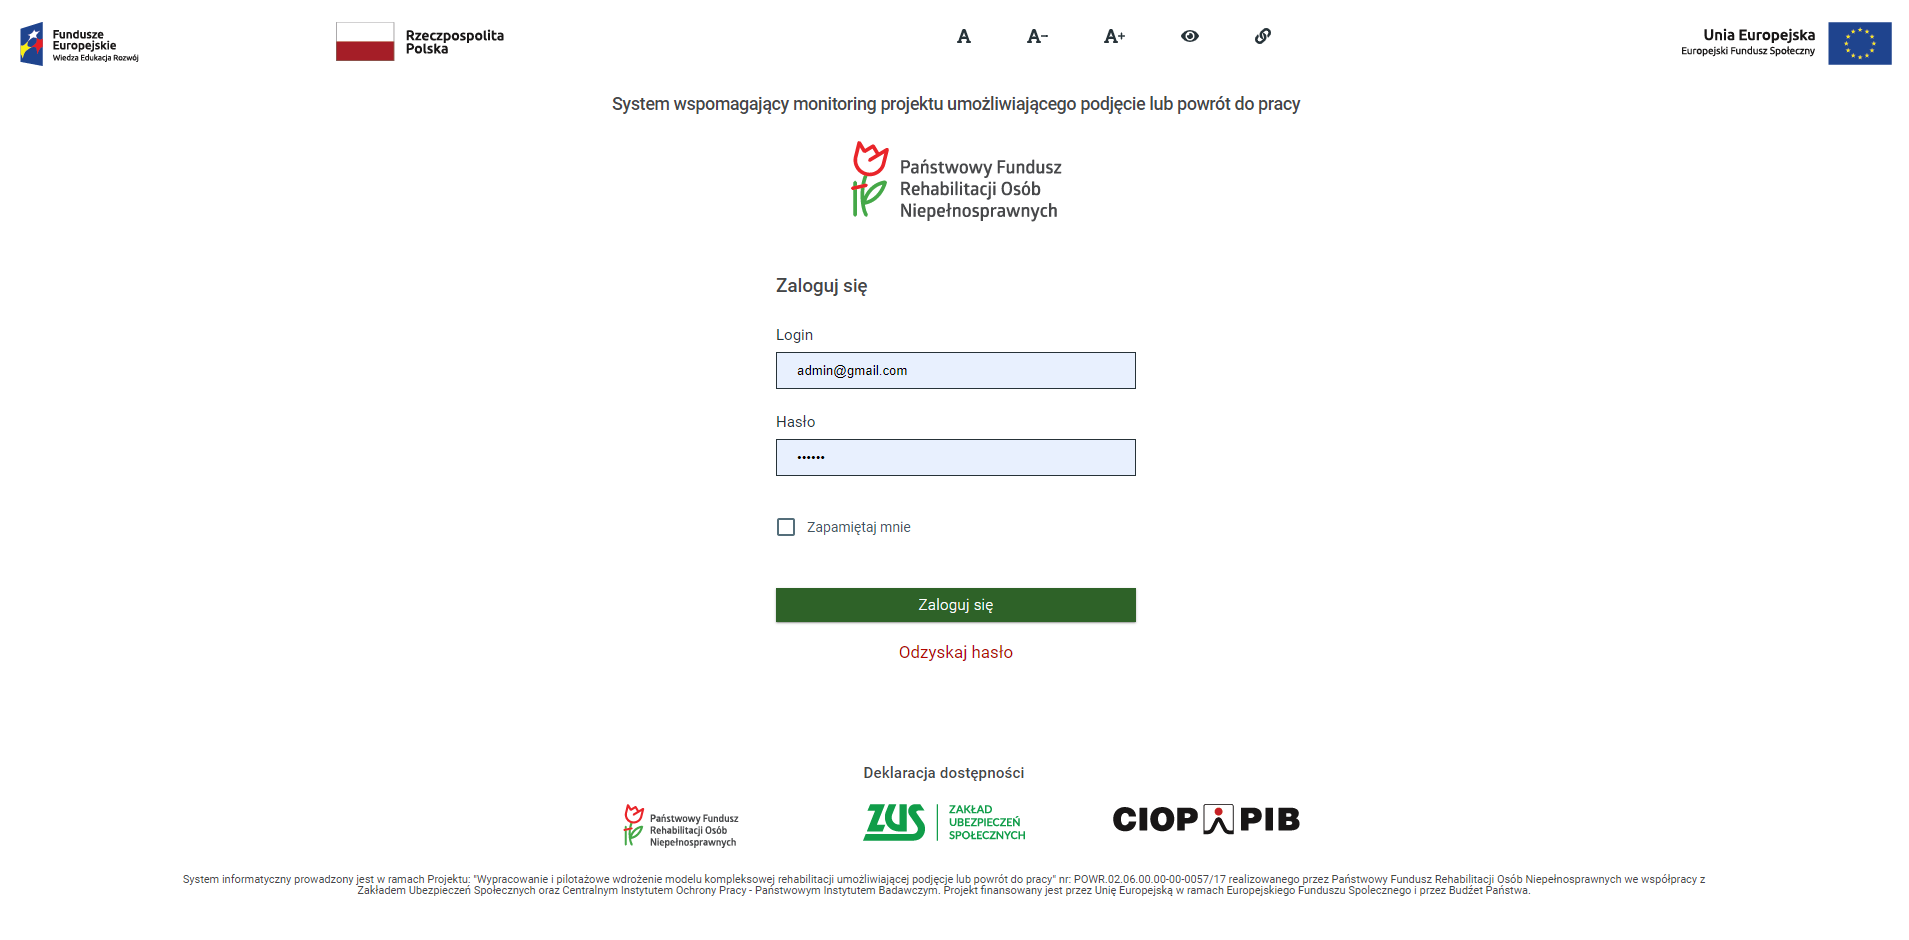 Fundusze
Europejskie
Wiedza Edukacja Rozwój
Rzeczpospolita
Polska
A
A-
A+
Unia Europejska
Europejski Fundusz Społeczny
System wspomagający monitoring projektu umożliwiającego podjęcie lub powrót do pracy
Państwowy Fundusz
Rehabilitacji Osób
Niepełnosprawnych
Zaloguj się
Login
admin@gmail.com
Hasło
••••••
Zapamiętaj mnie
Zaloguj się
Odzyskaj hasło
Deklaracja dostępności
Państwowy Fundusz
Rehabilitacji Osób
Niepełnosprawnych
ZUS
ZAKŁAD
UBEZPIECZEŃ
SPOŁECZNYCH
CIOP PIB
System informatyczny prowadzony jest w ramach Projektu: "Wypracowanie i pilotażowe wdrożenie modelu kompleksowej rehabilitacji umożliwiającej podjęcie lub powrót do pracy" nr: POWR.02.06.00.00-00-0057/17 realizowanego przez Państwowy Fundusz Rehabilitacji Osób Niepełnosprawnych we współpracy z
Zakładem Ubezpieczeń Społecznych oraz Centralnym Instytutem Ochrony Pracy - Państwowym Instytutem Badawczym. Projekt finansowany jest przez Unię Europejską w ramach Europejskiego Funduszu Spolecznego i przez Budżet Państwa.